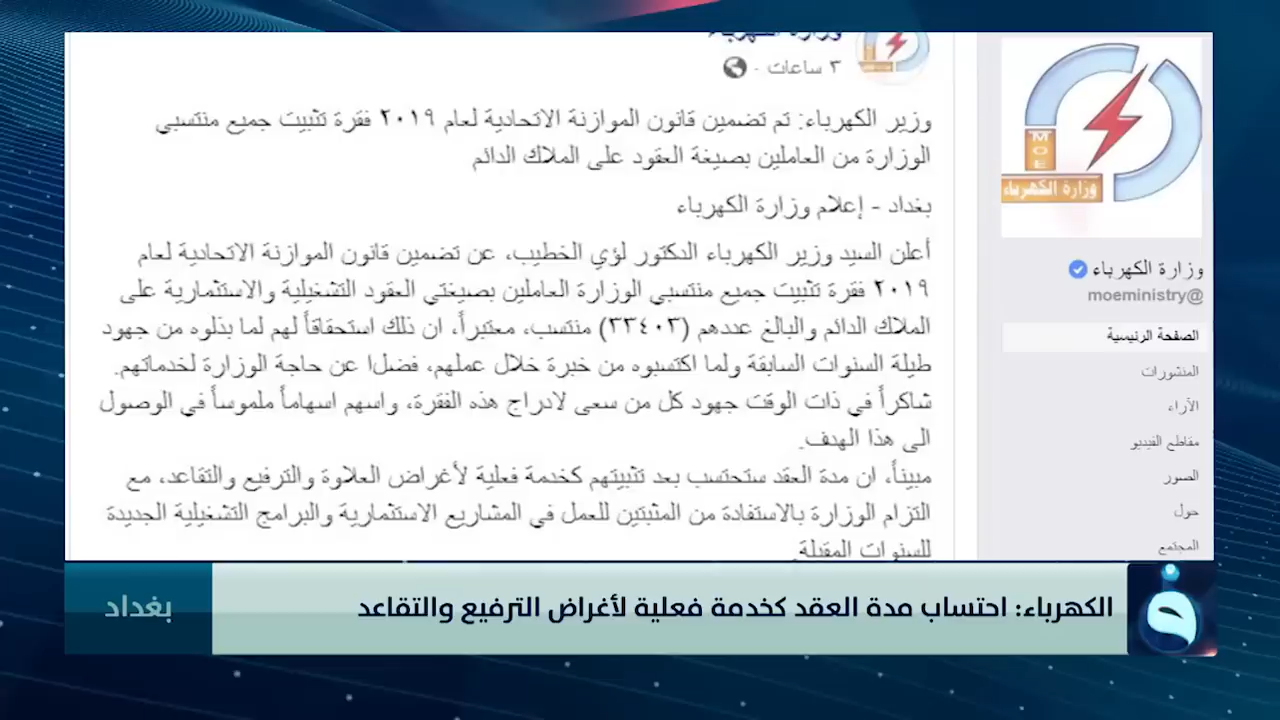 وزارة الكهرباء
٣ ساعات ·
وزير الكهرباء: تم تضمين قانون الموازنة الاتحادية لعام ٢٠١٩ فقرة تثبيت جميع منتسبي
الوزارة من العاملين بصيغة العقود على الملاك الدائم
بغداد - إعلام وزارة الكهرباء
أعلن السيد وزير الكهرباء الدكتور لؤي الخطيب، عن تضمين قانون الموازنة الاتحادية لعام
٢٠١٩ فقرة تثبيت جميع منتسبي الوزارة العاملين بصيغتي العقود التشغيلية والاستثمارية على
الملاك الدائم والبالغ عددهم (٣٣٤٠٣) منتسب، معتبراً، ان ذلك استحقاقاً لهم لما بذلوه من جهود
طيلة السنوات السابقة ولما اكتسبوه من خبرة خلال عملهم، فضلا عن حاجة الوزارة لخدماتهم.
شاكراً في ذات الوقت جهود كل من سعى لادراج هذه الفقرة، واسهم اسهاماً ملموساً في الوصول
الى هذا الهدف.
مبيناً، ان مدة العقد ستحتسب بعد تثبيتهم كخدمة فعلية لأغراض العلاوة والترفيع والتقاعد، مع
التزام الوزارة بالاستفادة من المثبتين للعمل في المشاريع الاستثمارية والبرامج التشغيلية الجديدة
للسنوات المقبلة.
MOE
وزارة الكهرباء
وزارة الكهرباء
@moeministry
الصفحة الرئيسية
المنشورات
الآراء
مقاطع الفيديو
الصور
حول
المجتمع
الكهرباء: احتساب مدة العقد كخدمة فعلية لأغراض الترفيع والتقاعد
بغداد